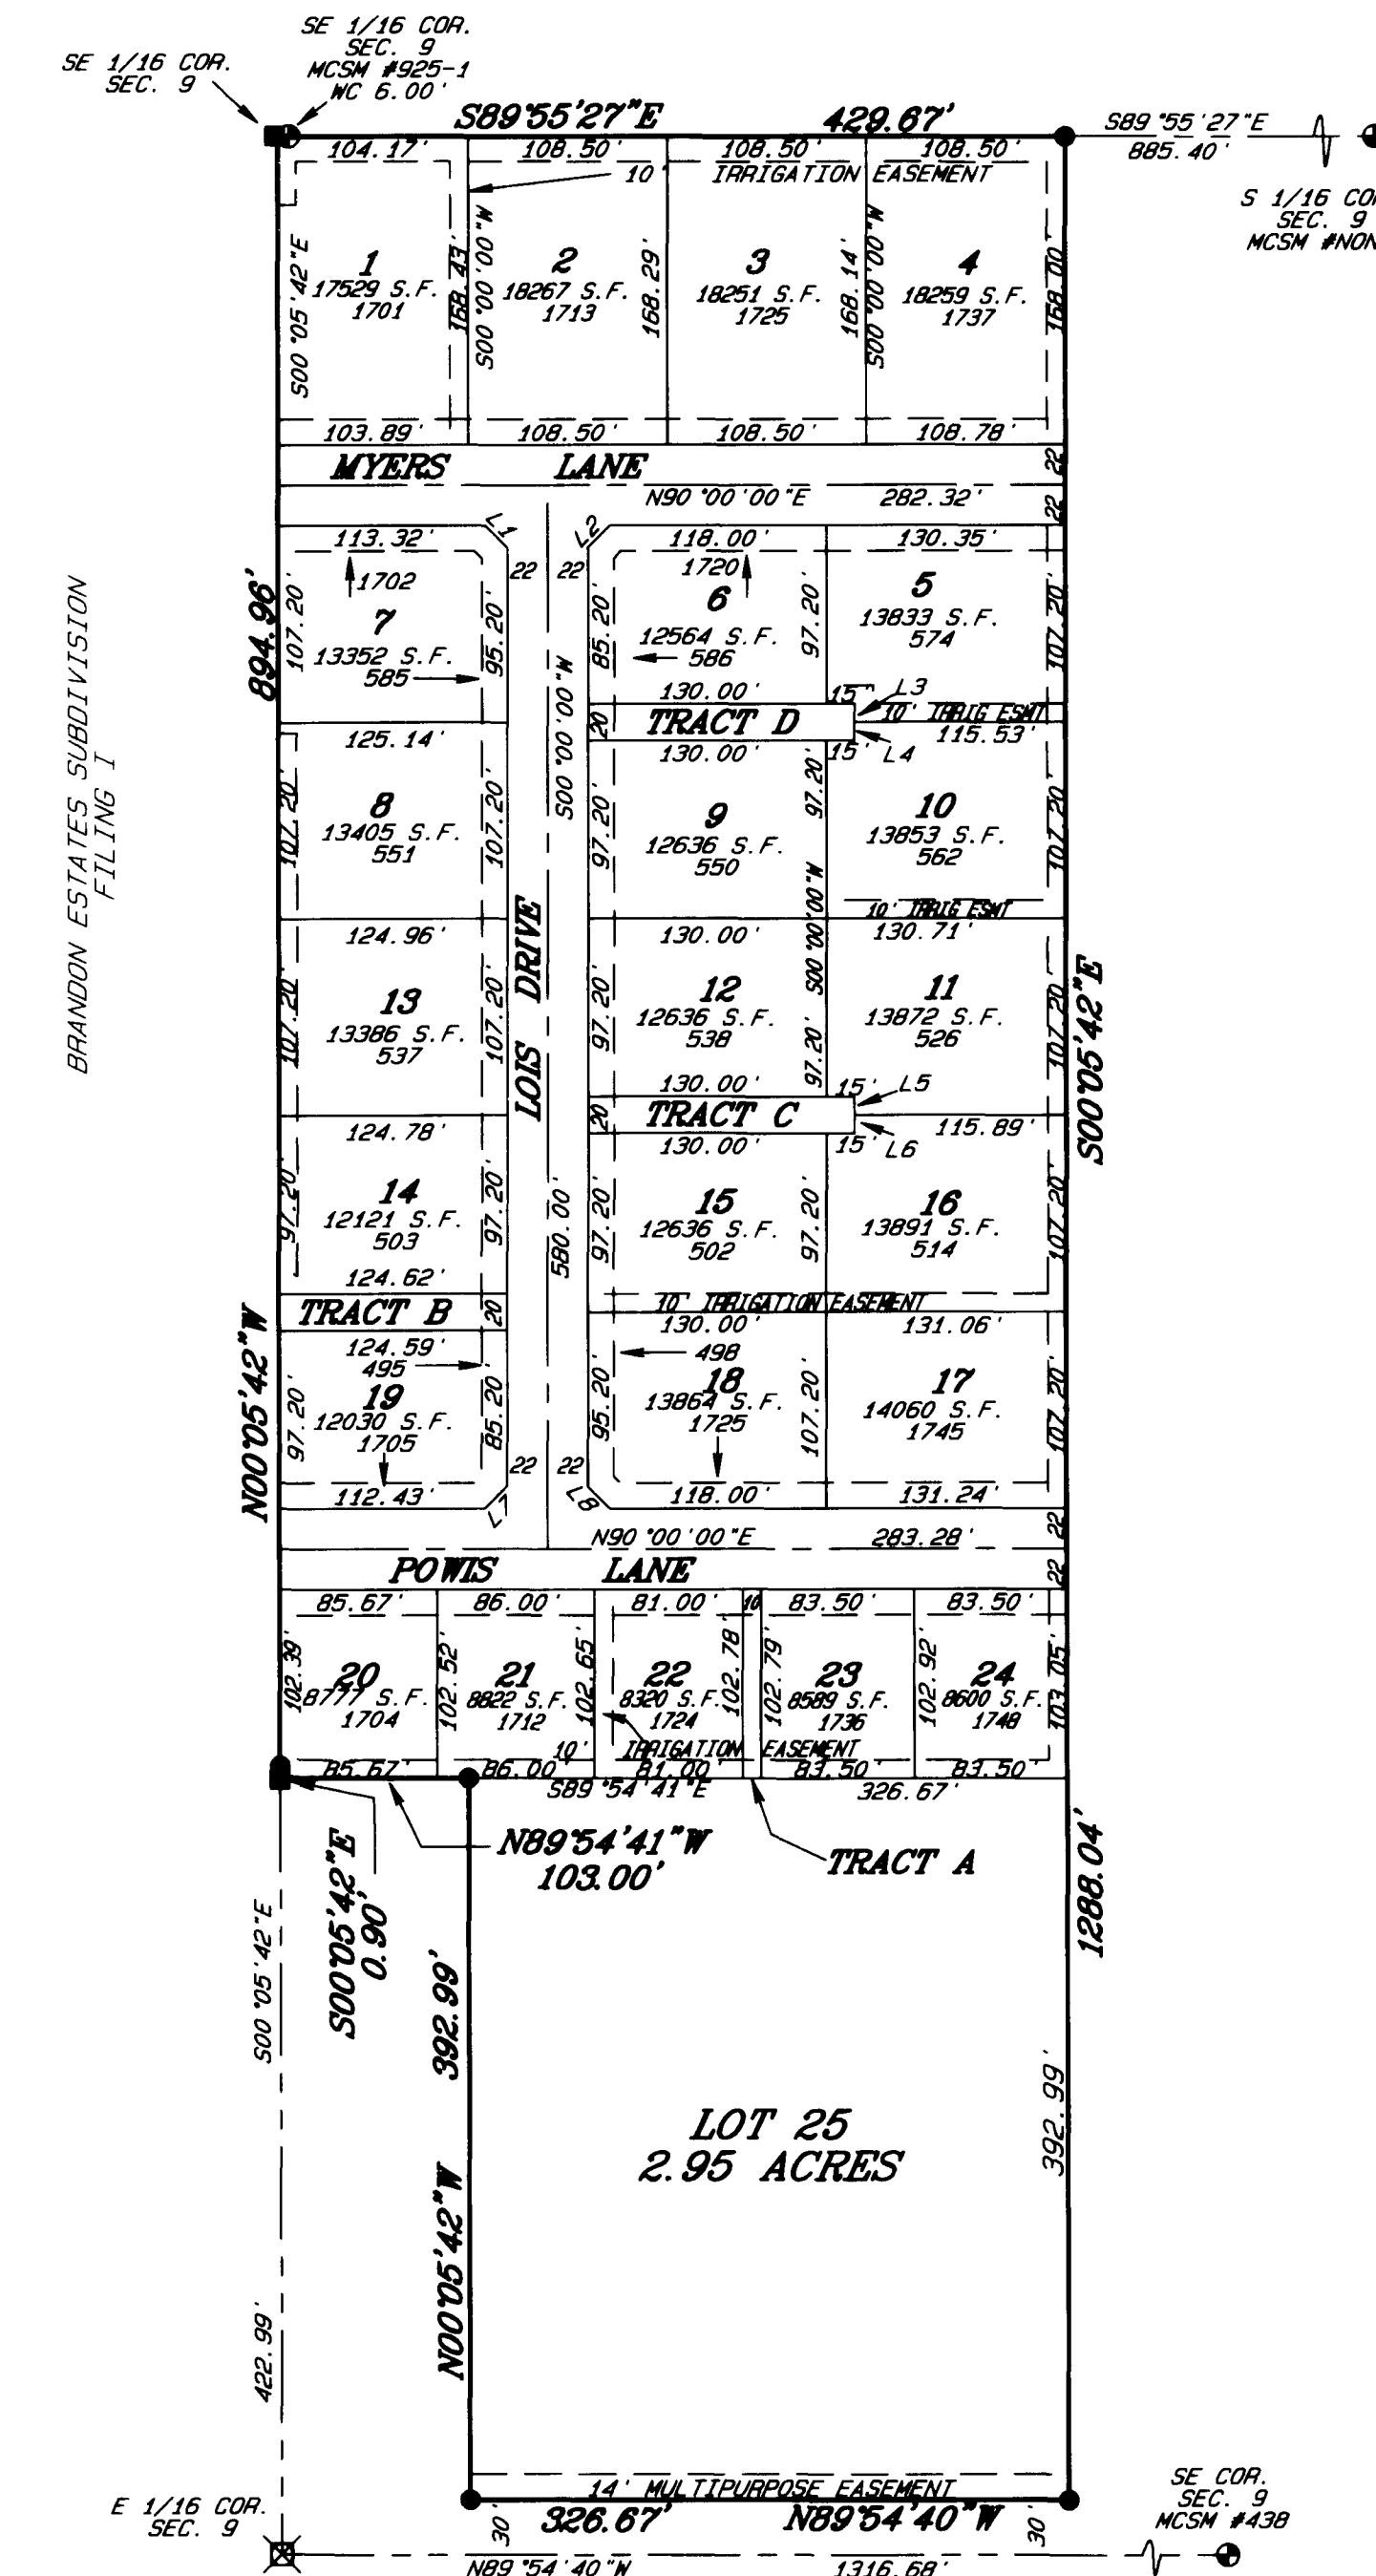 SE 1/16 COR.
SEC. 9
SE 1/16 COR.
SEC. 9
MCSM #925-1
WC 6.00'
S89°55'27"E 429.67'
S89°55'27"E
885.40'
S 1/16 COR
SEC. 9
MCSM #NON
104.17' 108.50' 108.50' 108.50'
10' IRRIGATION EASEMENT
S00°05'42"E
1
17529 S.F.
1701
168.43'
S00°00'00"W
2
18267 S.F.
1713
168.29'
3
18251 S.F.
1725
168.14'
S00°00'00"W
4
18259 S.F.
1737
168.00'
103.89' 108.50' 108.50' 108.78'
MYERS LANE
22
N90°00'00"E 282.32'
22
L1
L2
113.32' 118.00' 130.35'
22 22
1702
7
13352 S.F.
585
107.20'
95.20'
1720
6
12564 S.F.
586
85.20'
97.20'
5
13833 S.F.
574
107.20'
894.96'
BRANDON ESTATES SUBDIVISION
FILING I
130.00' 15' L3
TRACT D
20
10' IRRIG ESMT
115.53'
130.00' 15' L4
S00°00'00"W
125.14'
107.20'
8
13405 S.F.
551
107.20'
97.20'
9
12636 S.F.
550
97.20'
10
13853 S.F.
562
107.20'
10' IRRIG ESMT
LOIS DRIVE
S00°00'00"W
124.96' 130.00' 130.71'
107.20'
13
13386 S.F.
537
107.20'
97.20'
12
12636 S.F.
538
97.20'
11
13872 S.F.
526
107.20'
S00°05'42"E
130.00' 15' L5
TRACT C
20
115.89'
130.00' 15' L6
124.78'
97.20'
14
12121 S.F.
503
97.20'
580.00'
97.20'
15
12636 S.F.
502
97.20'
16
13891 S.F.
514
107.20'
124.62'
TRACT B
20
10' IRRIGATION EASEMENT
130.00' 131.06'
124.59'
495
19
12030 S.F.
1705
97.20'
85.20'
498
18
13864 S.F.
1725
95.20'
107.20'
17
14060 S.F.
1745
107.20'
22 22
112.43' 118.00' 131.24'
L7
L8
N00°05'42"W
22
N90°00'00"E 283.28'
22
POWIS LANE
85.67' 86.00' 81.00' 10 83.50' 83.50'
102.39'
20
8777 S.F.
1704
102.52'
21
8822 S.F.
1712
102.65'
22
8320 S.F.
1724
102.78'
102.79'
23
8589 S.F.
1736
102.92'
24
8600 S.F.
1748
103.05'
10' IRRIGATION EASEMENT
85.67' 86.00' 81.00' 83.50' 83.50'
S89°54'41"E 326.67'
N89°54'41"W
103.00'
TRACT A
S00°05'42"E
0.90'
S00°05'42"E
422.99'
392.99'
N00°05'42"W
1288.04'
392.99'
LOT 25
2.95 ACRES
14' MULTIPURPOSE EASEMENT
326.67' N89°54'40"W
30'
30'
E 1/16 COR.
SEC. 9
SE COR.
SEC. 9
MCSM #438
N89°54'40"W 1316.68'